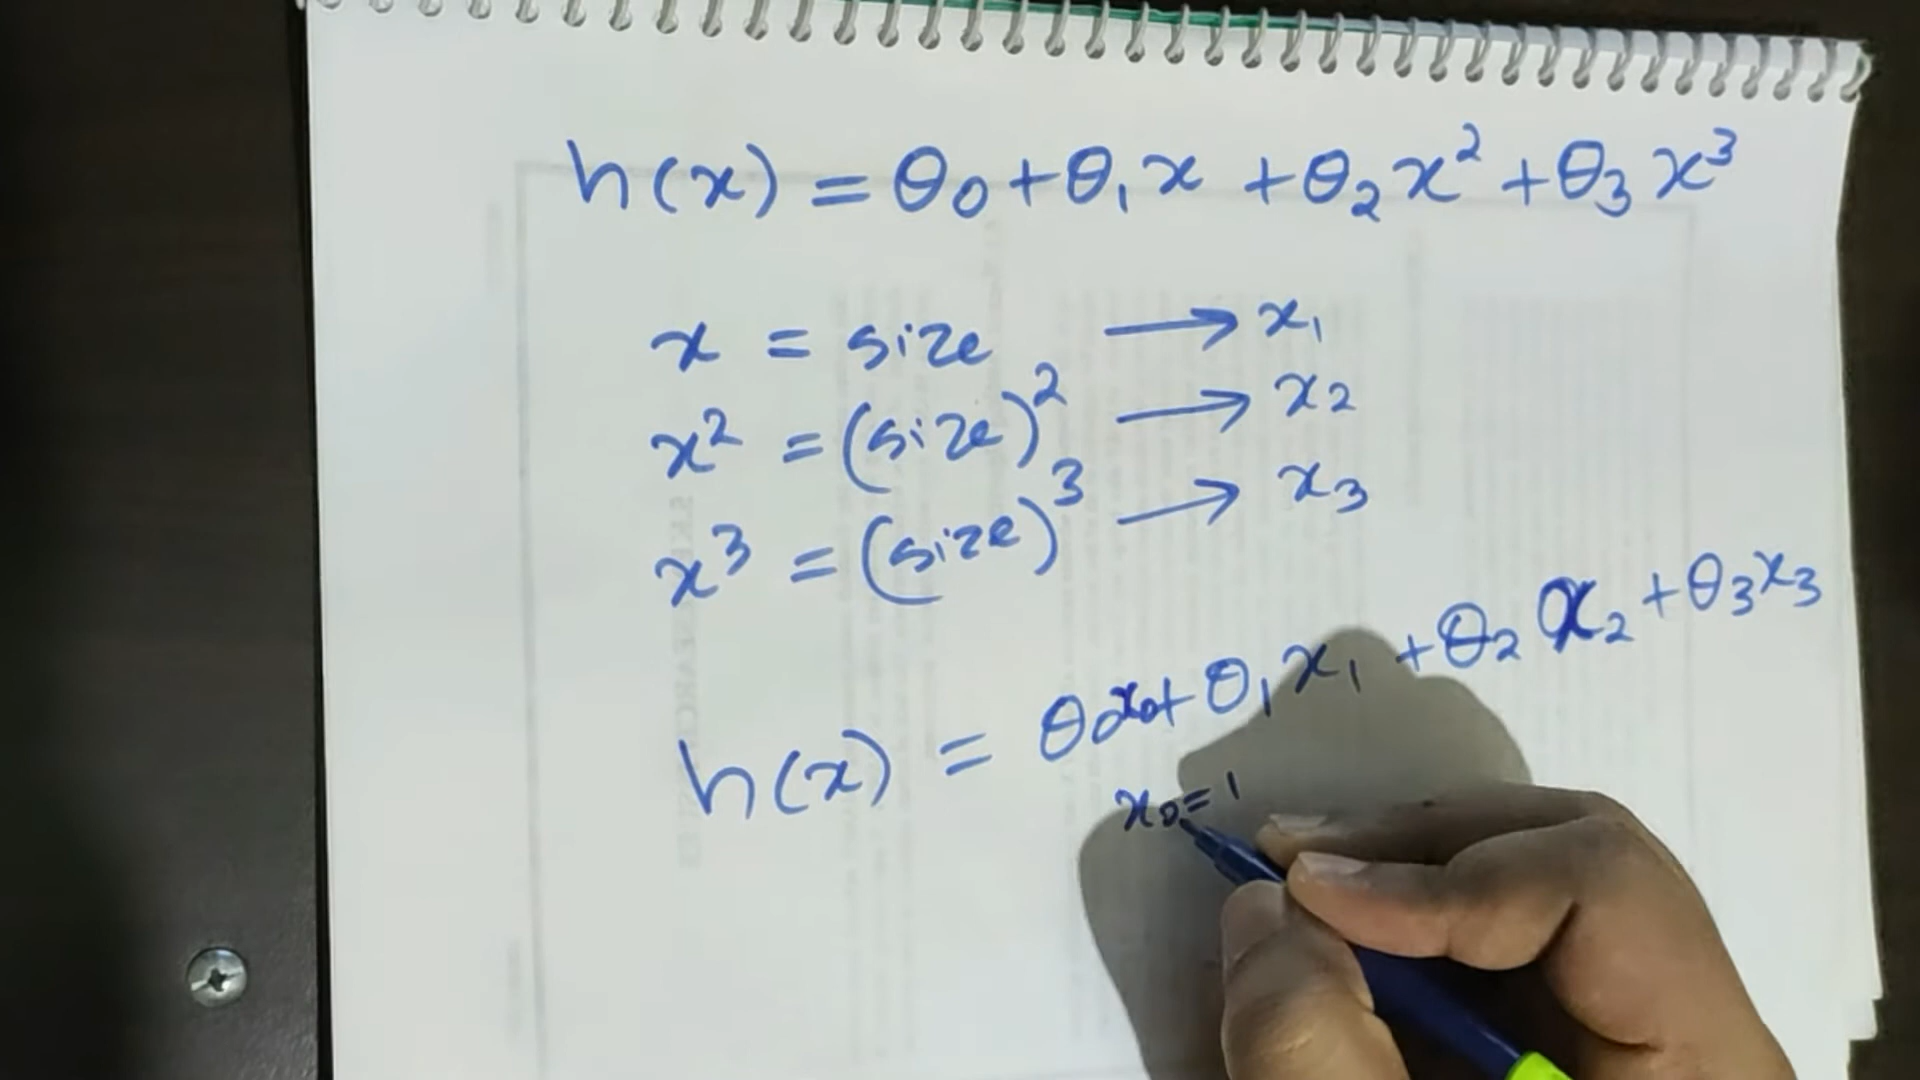 h(x) = θ₀ + θ₁x + θ₂x² + θ₃x³
x = size → x₁
x² = (size)² → x₂
x³ = (size)³ → x₃
h(x) = θ₀x₀ + θ₁x₁ + θ₂x₂ + θ₃x₃
x₀ = 1